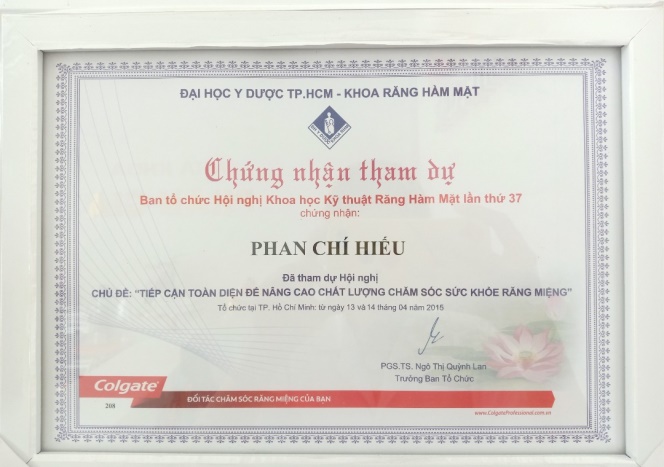 ĐẠI HỌC Y DƯỢC TP.HCM - KHOA RĂNG HÀM MẶT
Chứng nhận tham dự
Ban tổ chức Hội nghị Khoa học Kỹ thuật Răng Hàm Mặt lần thứ 37
chứng nhận:
PHAN CHÍ HIẾU
Đã tham dự Hội nghị
CHỦ ĐỀ: "TIẾP CẬN TOÀN DIỆN ĐỂ NÂNG CAO CHẤT LƯỢNG CHĂM SÓC SỨC KHỎE RĂNG MIỆNG"
Tổ chức tại TP. Hồ Chí Minh: từ ngày 13 và 14 tháng 04 năm 2015
PGS.TS. Ngô Thị Quỳnh Lan
Trưởng Ban Tổ Chức
Colgate
ĐỐI TÁC CHĂM SÓC RĂNG MIỆNG CỦA BẠN
208
www.ColgateProfessional.com.vn